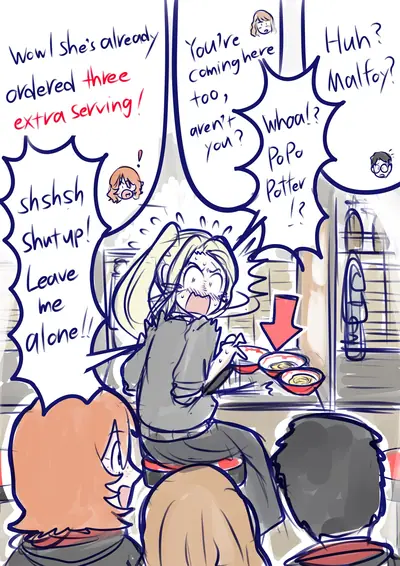 Huh?
Malfoy?
You're
coming here
too,
aren't
you?
Whoa!?
PoPo
Potter
!?
Wow! she's already
ordered three
extra serving!
!
shshsh
shut up!
Leave
me
alone!!